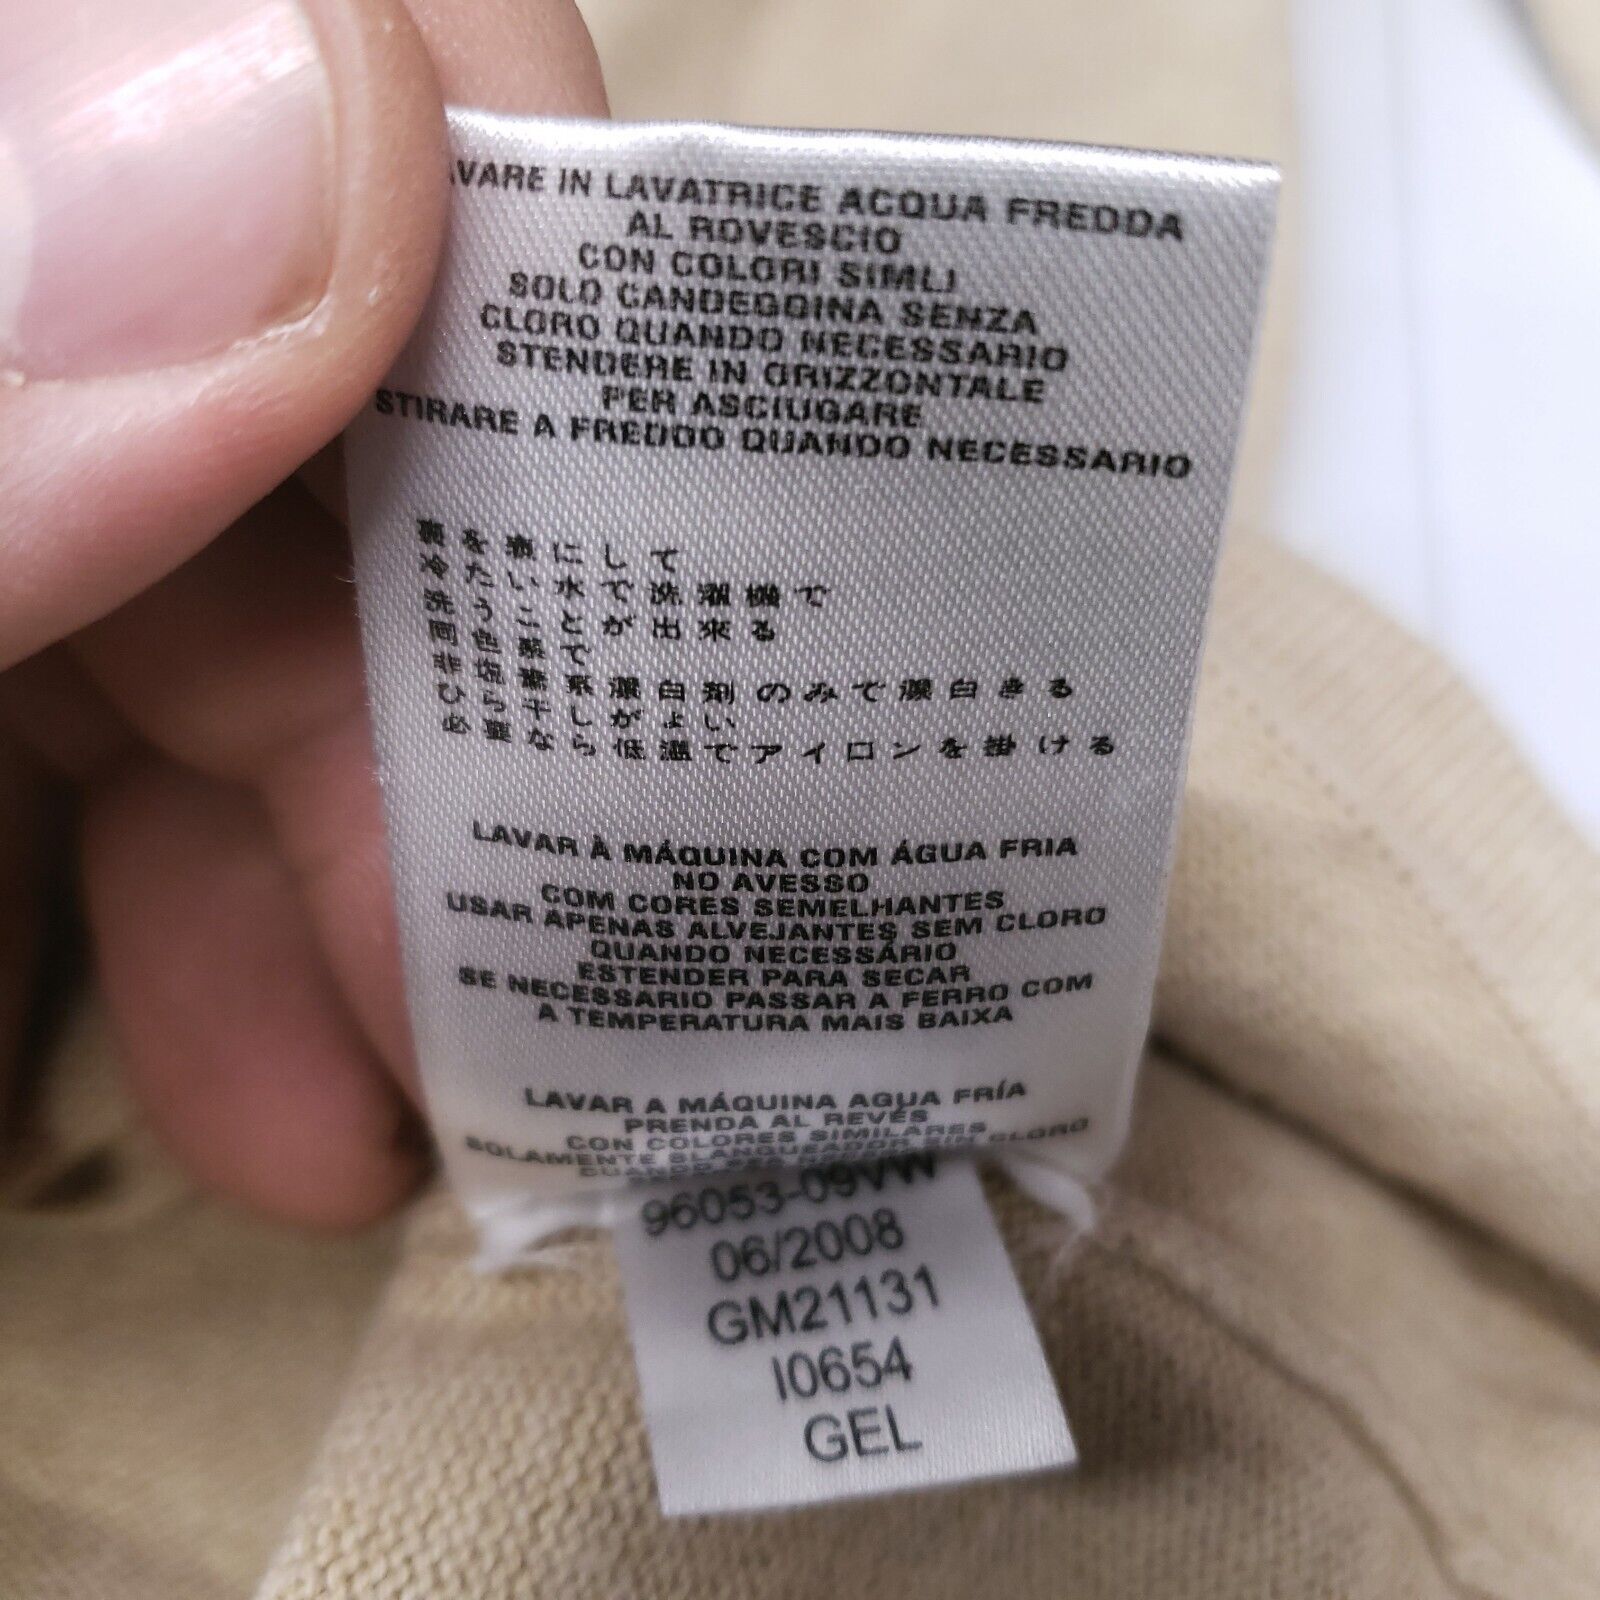 AVARE IN LAVATRICE ACQUA FREDDA
AL ROVESCIO
CON COLORI SIMLI
SOLO CANDEGGINA SENZA
CLORO QUANDO NECESSARIO
STENDERE IN ORIZZONTALE
PER ASCIUGARE
STIRARE A FREDDO QUANDO NECESSARIO
裏を表にして
冷たい水で洗濯機で
洗うことが出来る
同色系で
非塩素系漂白剤のみで漂白きる
ひら干しがよい
必要なら低温でアイロンを掛ける
LAVAR À MÁQUINA COM ÁGUA FRIA
NO AVESSO
COM CORES SEMELHANTES
USAR APENAS ALVEJANTES SEM CLORO
QUANDO NECESSÁRIO
ESTENDER PARA SECAR
SE NECESSARIO PASSAR A FERRO COM
A TEMPERATURA MAIS BAIXA
LAVAR A MÁQUINA AGUA FRÍA
PRENDA AL REVÉS
CON COLORES SIMILARES
SOLAMENTE BLANQUEADOR SIN CLORO
96053-09VW
06/2008
GM21131
I0654
GEL